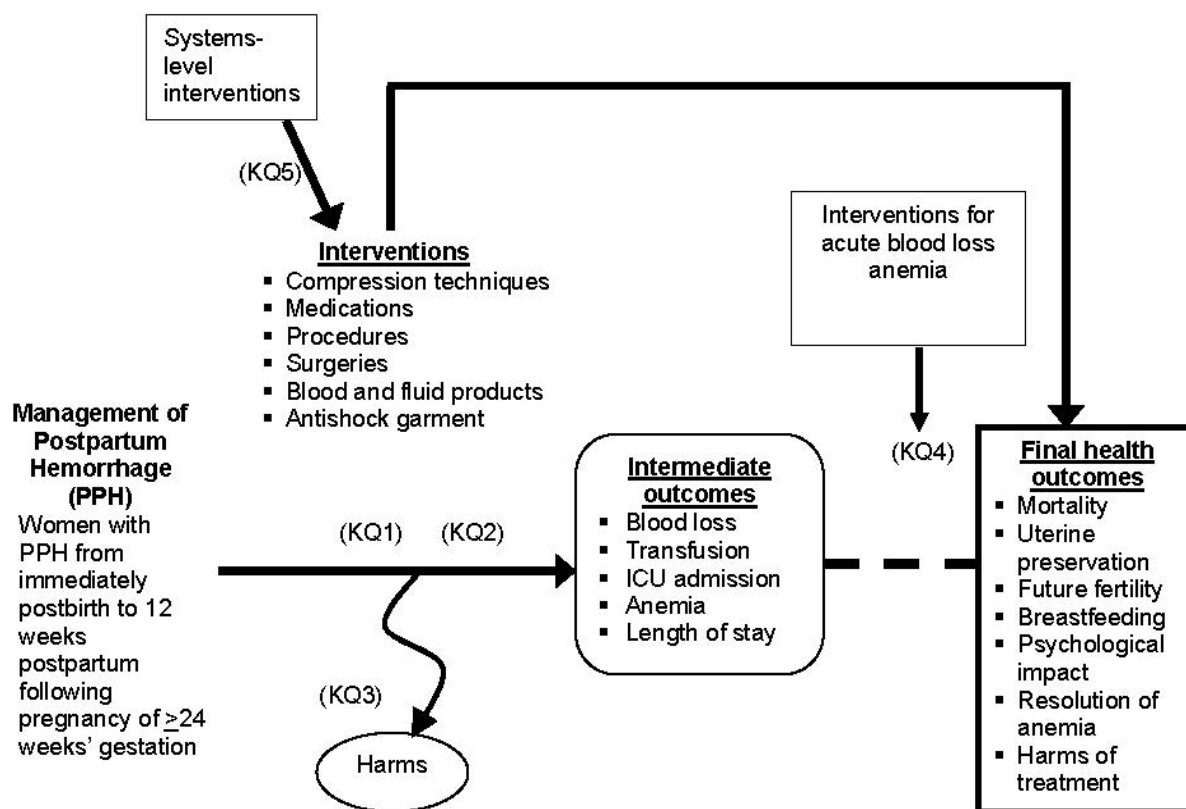 Systems-
level
interventions
(KQ5)
Interventions
▪ Compression techniques
▪ Medications
▪ Procedures
▪ Surgeries
▪ Blood and fluid products
▪ Antishock garment
Interventions for
acute blood loss
anemia
(KQ4)
Management of
Postpartum
Hemorrhage
(PPH)
Women with
PPH from
immediately
postbirth to 12
weeks
postpartum
following
pregnancy of ≥24
weeks' gestation
(KQ1) (KQ2)
(KQ3)
Harms
Intermediate
outcomes
▪ Blood loss
▪ Transfusion
▪ ICU admission
▪ Anemia
▪ Length of stay
Final health
outcomes
▪ Mortality
▪ Uterine
preservation
▪ Future fertility
▪ Breastfeeding
▪ Psychological
impact
▪ Resolution of
anemia
▪ Harms of
treatment